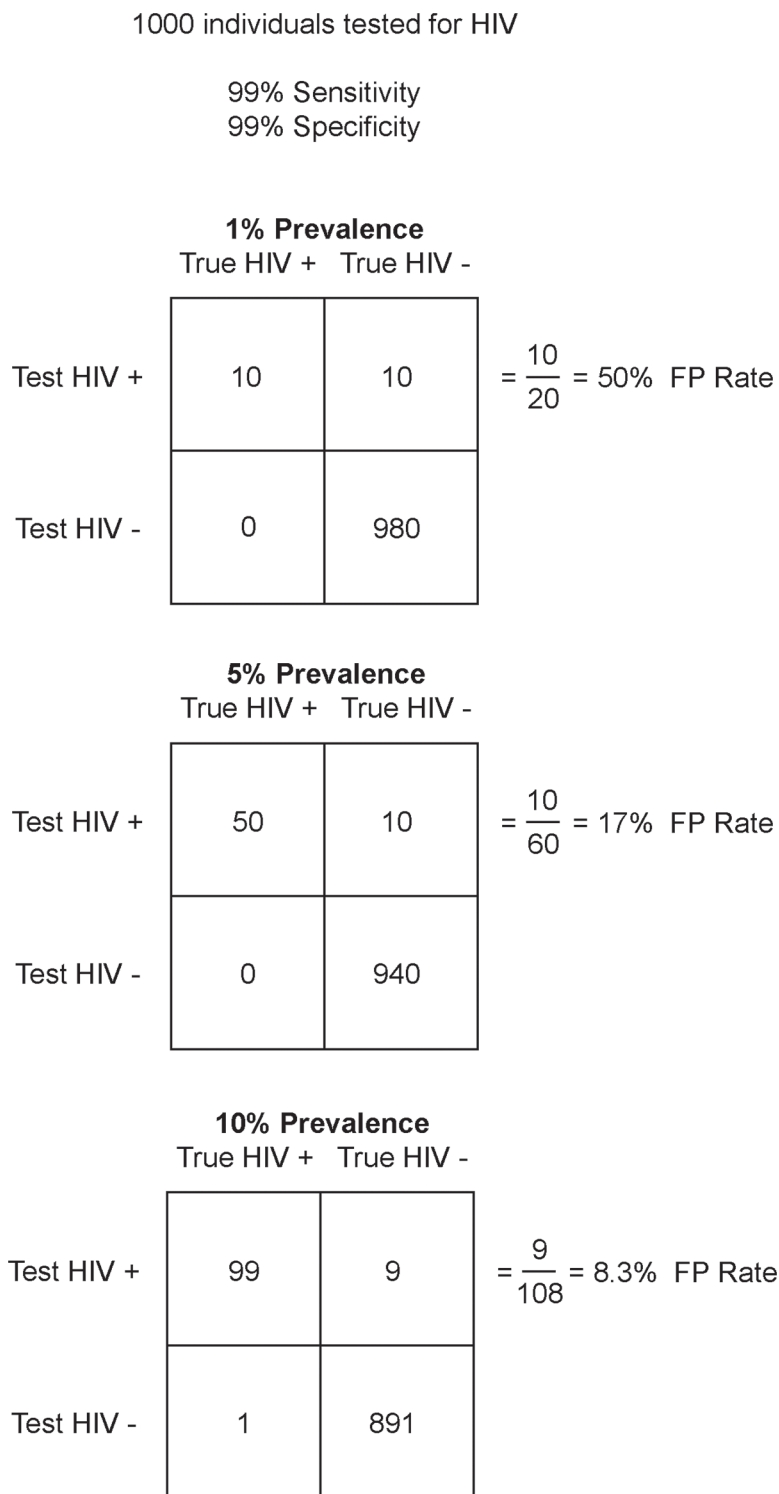 1000 individuals tested for HIV
99% Sensitivity
99% Specificity
1% Prevalence
True HIV + True HIV -
Test HIV + 10 10 = 10/20 = 50% FP Rate
Test HIV - 0 980
5% Prevalence
True HIV + True HIV -
Test HIV + 50 10 = 10/60 = 17% FP Rate
Test HIV - 0 940
10% Prevalence
True HIV + True HIV -
Test HIV + 99 9 = 9/108 = 8.3% FP Rate
Test HIV - 1 891